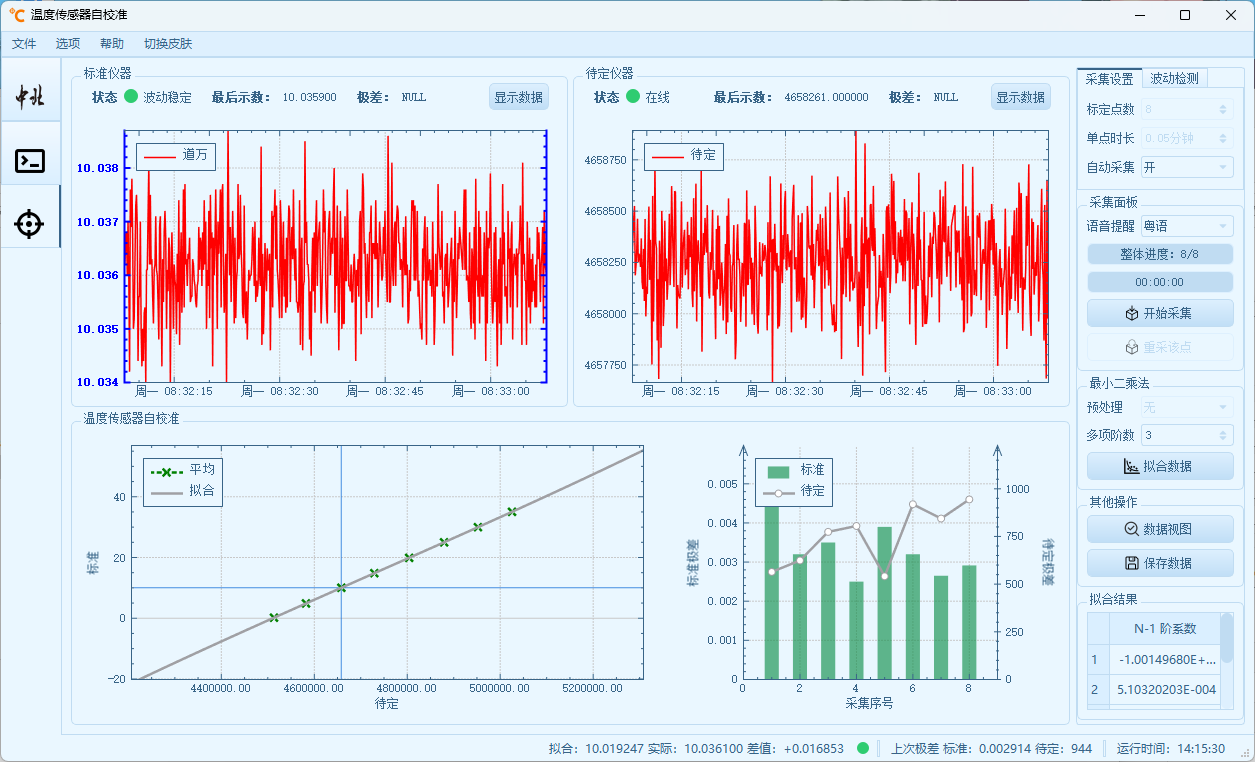 温度传感器自校准
文件 选项 帮助 切换皮肤
中北
标准仪器
状态 波动稳定 最后示数: 10.035900 极差: NULL 显示数据
道万
10.038
10.037
10.036
10.035
10.034
周一 08:32:15 周一 08:32:30 周一 08:32:45 周一 08:33:00
待定仪器
状态 在线 最后示数: 4658261.000000 极差: NULL 显示数据
待定
4658750
4658500
4658250
4658000
4657750
周一 08:32:15 周一 08:32:30 周一 08:32:45 周一 08:33:00
温度传感器自校准
平均
拟合
标准
40
20
0
-20
4400000.00 4600000.00 4800000.00 5000000.00 5200000.00
待定
标准
待定
标准极差
0.005
0.004
0.003
0.002
0.001
0
0 2 4 6 8
采集序号
1000
750
500
250
0
待定极差
采集设置 波动检测
标定点数 8
单点时长 0.05分钟
自动采集 开
采集面板
语音提醒 粤语
整体进度: 8/8
00:00:00
开始采集
重采该点
最小二乘法
预处理 无
多项阶数 3
拟合数据
其他操作
数据视图
保存数据
拟合结果
N-1 阶系数
1 -1.00149680E+...
2 5.10320203E-004
拟合: 10.019247 实际: 10.036100 差值: +0.016853 上次极差 标准: 0.002914 待定: 944 运行时间: 14:15:30